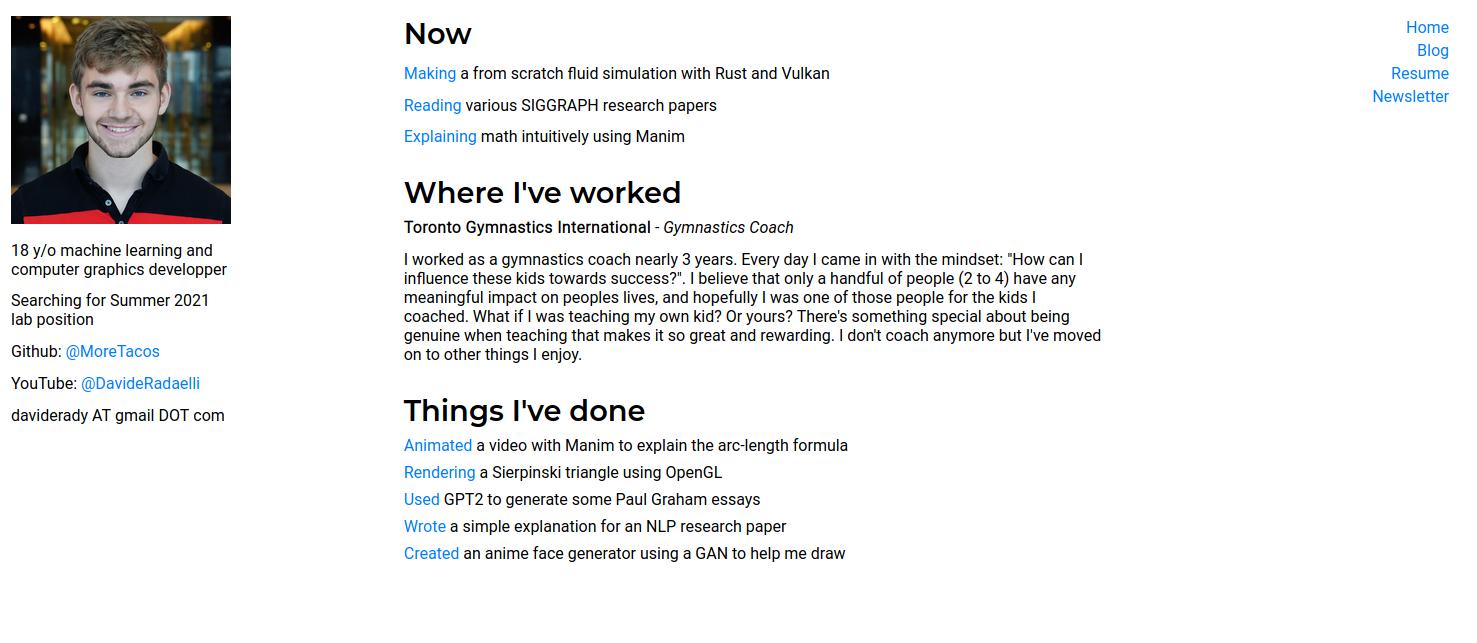 18 y/o machine learning and
computer graphics developper
Searching for Summer 2021
lab position
Github: @MoreTacos
YouTube: @DavideRadaelli
daviderady AT gmail DOT com
Now
Making a from scratch fluid simulation with Rust and Vulkan
Reading various SIGGRAPH research papers
Explaining math intuitively using Manim
Where I've worked
Toronto Gymnastics International - Gymnastics Coach
I worked as a gymnastics coach nearly 3 years. Every day I came in with the mindset: "How can I
influence these kids towards success?". I believe that only a handful of people (2 to 4) have any
meaningful impact on peoples lives, and hopefully I was one of those people for the kids I
coached. What if I was teaching my own kid? Or yours? There's something special about being
genuine when teaching that makes it so great and rewarding. I don't coach anymore but I've moved
on to other things I enjoy.
Things I've done
Animated a video with Manim to explain the arc-length formula
Rendering a Sierpinski triangle using OpenGL
Used GPT2 to generate some Paul Graham essays
Wrote a simple explanation for an NLP research paper
Created an anime face generator using a GAN to help me draw
Home
Blog
Resume
Newsletter